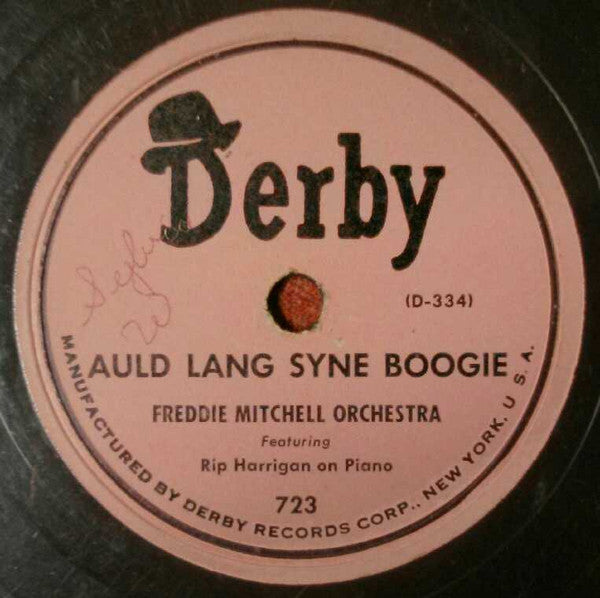 Derby
(D-334)
AULD LANG SYNE BOOGIE
FREDDIE MITCHELL ORCHESTRA
Featuring
Rip Harrigan on Piano
723
MANUFACTURED BY DERBY RECORDS CORP., NEW YORK, U. S. A.